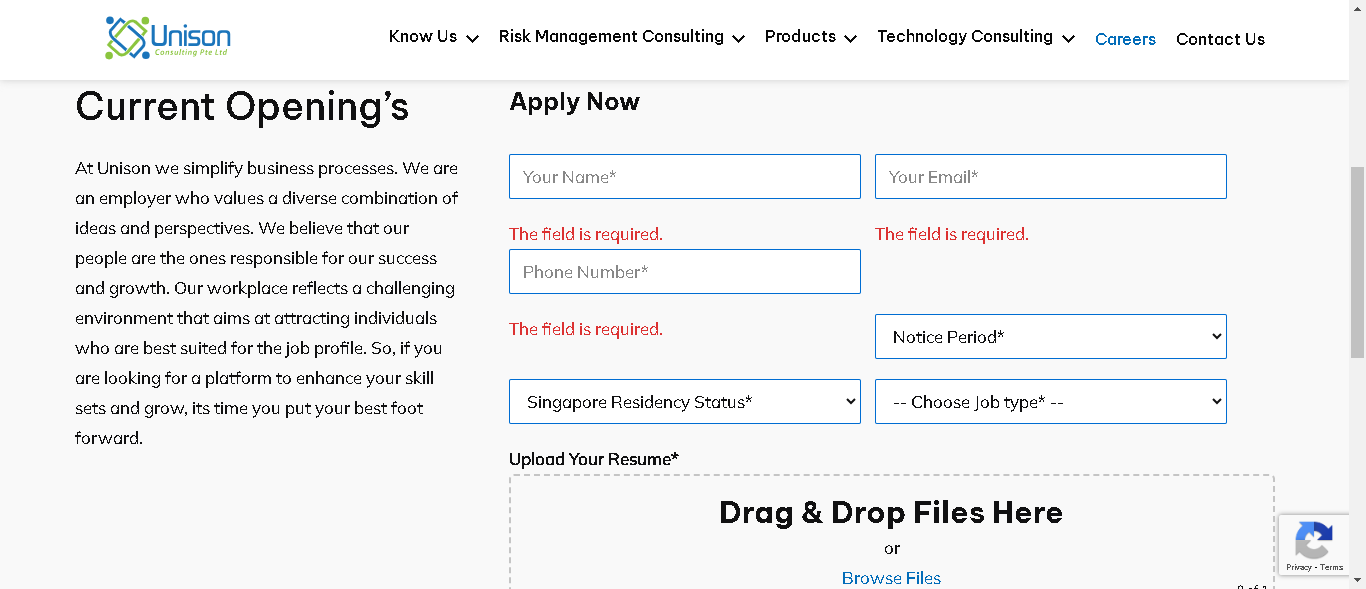 Unison
Consulting Pte Ltd
Know Us
Risk Management Consulting
Products
Technology Consulting
Careers
Contact Us
Current Opening’s
At Unison we simplify business processes. We are
an employer who values a diverse combination of
ideas and perspectives. We believe that our
people are the ones responsible for our success
and growth. Our workplace reflects a challenging
environment that aims at attracting individuals
who are best suited for the job profile. So, if you
are looking for a platform to enhance your skill
sets and grow, its time you put your best foot
forward.
Apply Now
Your Name*
Your Email*
The field is required.
The field is required.
Phone Number*
The field is required.
Notice Period*
Singapore Residency Status*
-- Choose Job type* --
Upload Your Resume*
Drag & Drop Files Here
or
Browse Files
Privacy - Terms